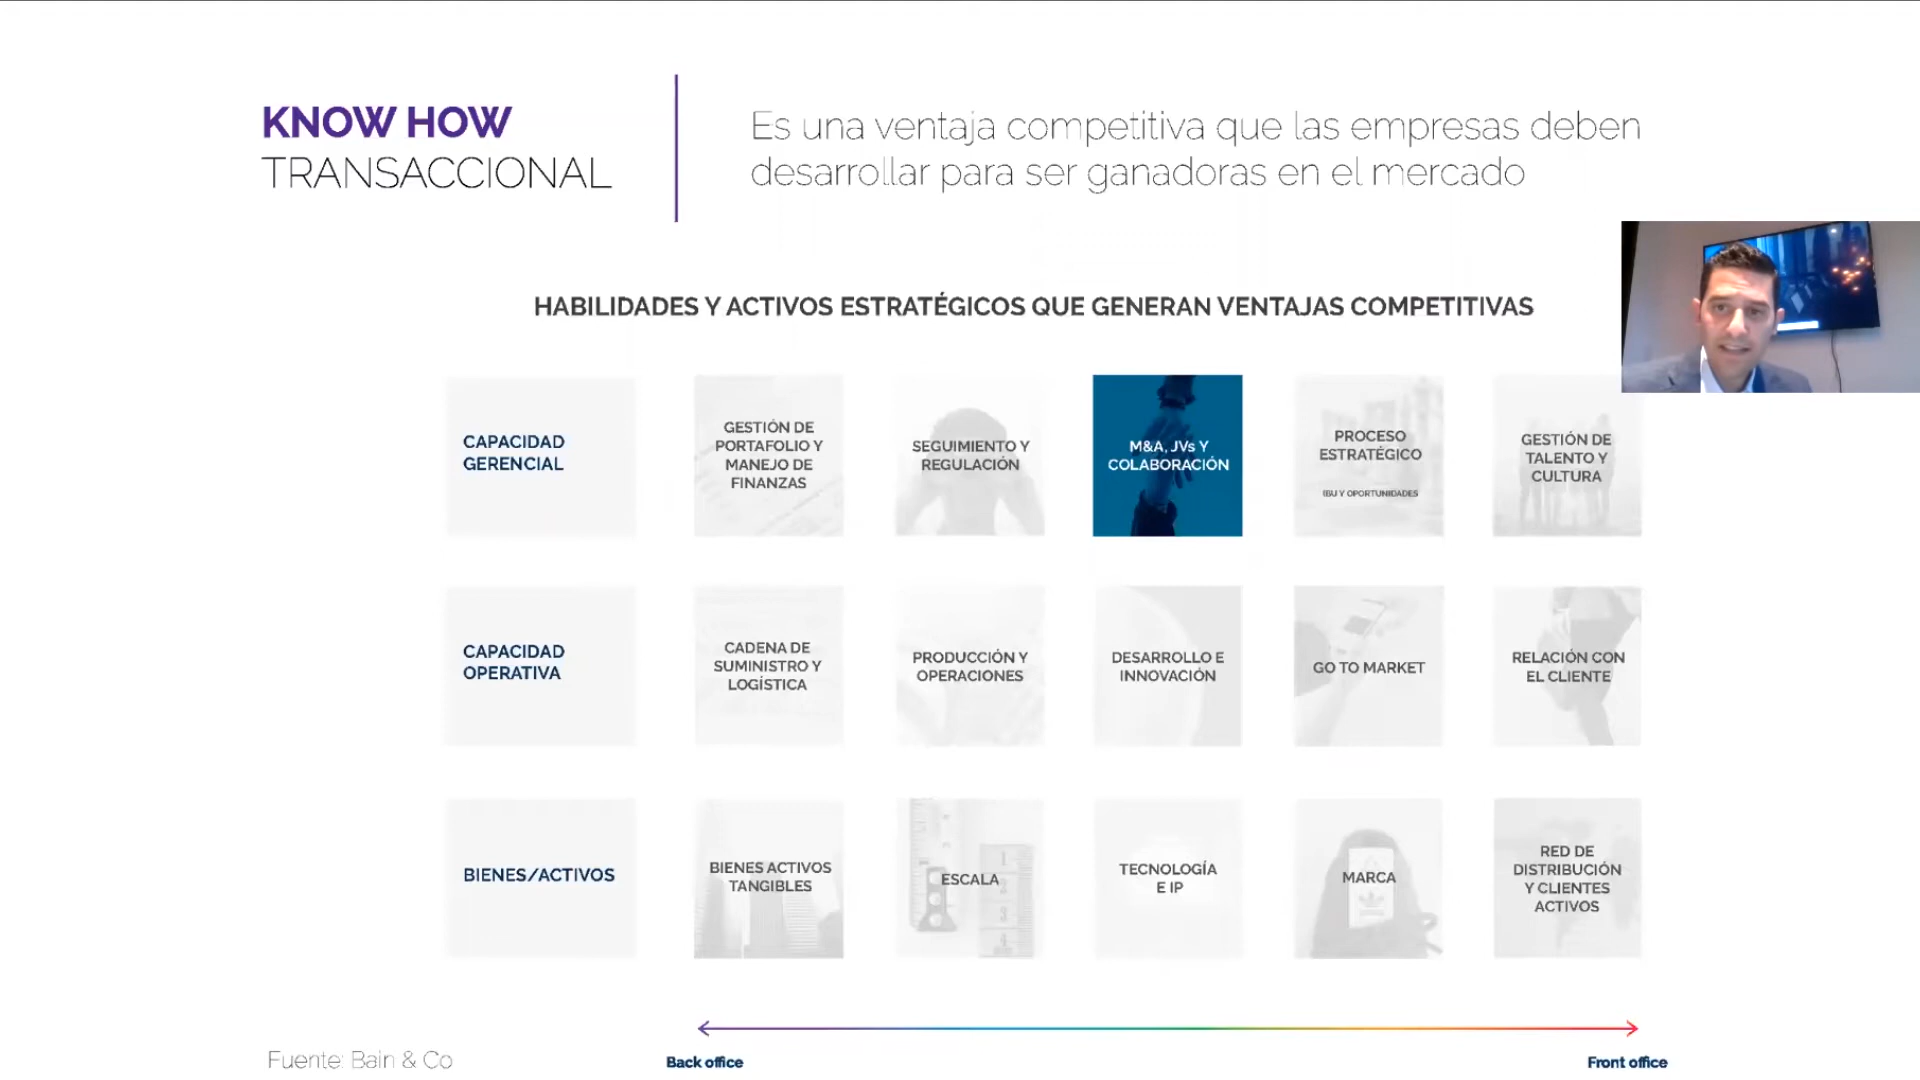 KNOW HOW
TRANSACCIONAL
Es una ventaja competitiva que las empresas deben
desarrollar para ser ganadoras en el mercado
HABILIDADES Y ACTIVOS ESTRATÉGICOS QUE GENERAN VENTAJAS COMPETITIVAS
CAPACIDAD
GERENCIAL
GESTIÓN DE
PORTAFOLIO Y
MANEJO DE
FINANZAS
SEGUIMIENTO Y
REGULACIÓN
M&A, JVs Y
COLABORACIÓN
PROCESO
ESTRATÉGICO
IBU Y OPORTUNIDADES
GESTIÓN DE
TALENTO Y
CULTURA
CAPACIDAD
OPERATIVA
CADENA DE
SUMINISTRO Y
LOGÍSTICA
PRODUCCIÓN Y
OPERACIONES
DESARROLLO E
INNOVACIÓN
GO TO MARKET
RELACIÓN CON
EL CLIENTE
BIENES/ACTIVOS
BIENES ACTIVOS
TANGIBLES
ESCALA
TECNOLOGÍA
E IP
MARCA
RED DE
DISTRIBUCIÓN
Y CLIENTES
ACTIVOS
Back office
Front office
Fuente: Bain & Co